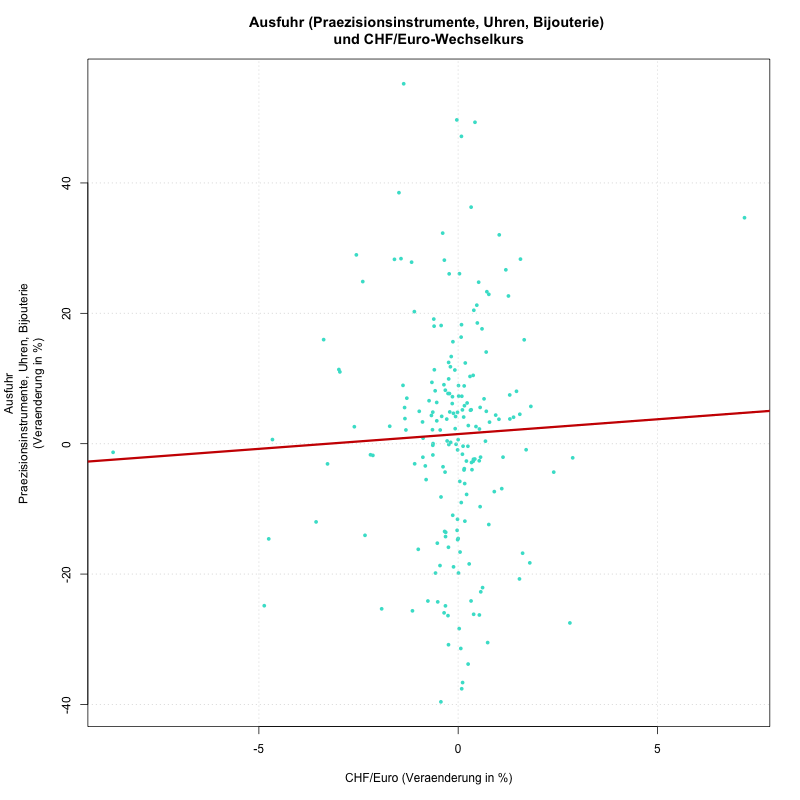 Ausfuhr (Praezisionsinstrumente, Uhren, Bijouterie)
und CHF/Euro-Wechselkurs
Ausfuhr
Praezisionsinstrumente, Uhren, Bijouterie
(Veraenderung in %)
40
20
0
-20
-40
-5
0
5
CHF/Euro (Veraenderung in %)